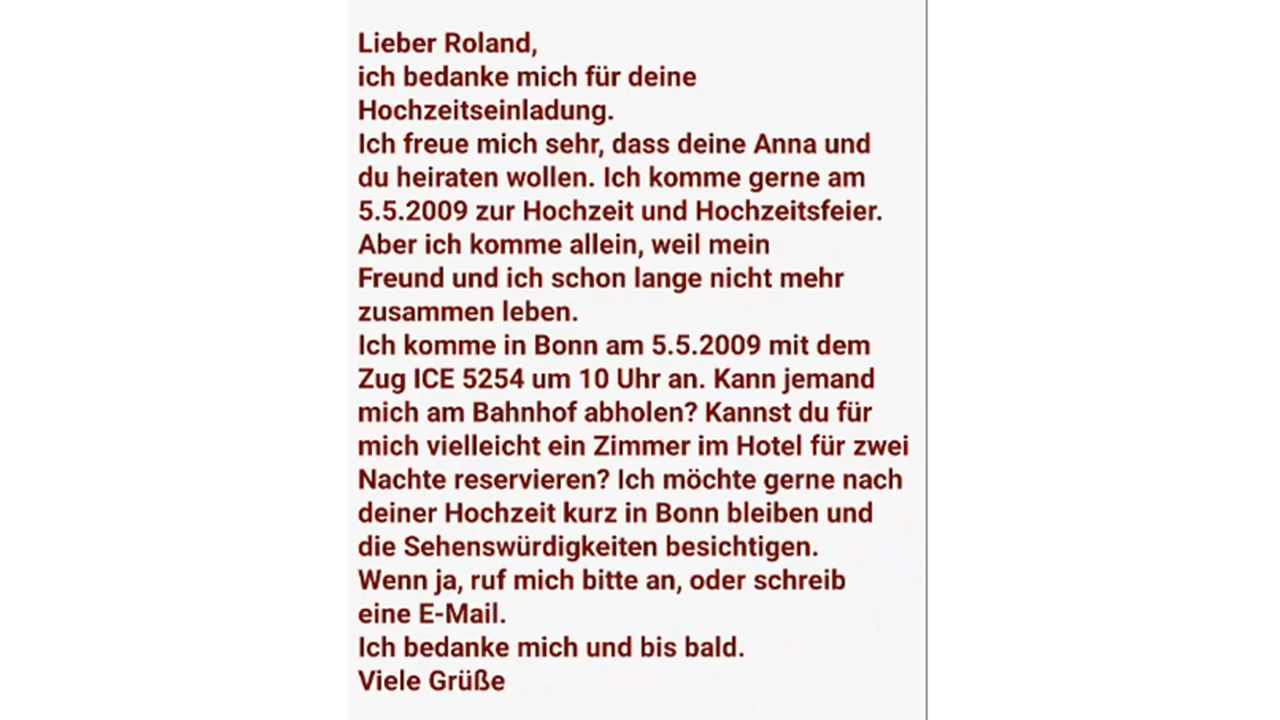 Lieber Roland,
ich bedanke mich für deine
Hochzeitseinladung.
Ich freue mich sehr, dass deine Anna und
du heiraten wollen. Ich komme gerne am
5.5.2009 zur Hochzeit und Hochzeitsfeier.
Aber ich komme allein, weil mein
Freund und ich schon lange nicht mehr
zusammen leben.
Ich komme in Bonn am 5.5.2009 mit dem
Zug ICE 5254 um 10 Uhr an. Kann jemand
mich am Bahnhof abholen? Kannst du für
mich vielleicht ein Zimmer im Hotel für zwei
Nachte reservieren? Ich möchte gerne nach
deiner Hochzeit kurz in Bonn bleiben und
die Sehenswürdigkeiten besichtigen.
Wenn ja, ruf mich bitte an, oder schreib
eine E-Mail.
Ich bedanke mich und bis bald.
Viele Grüße